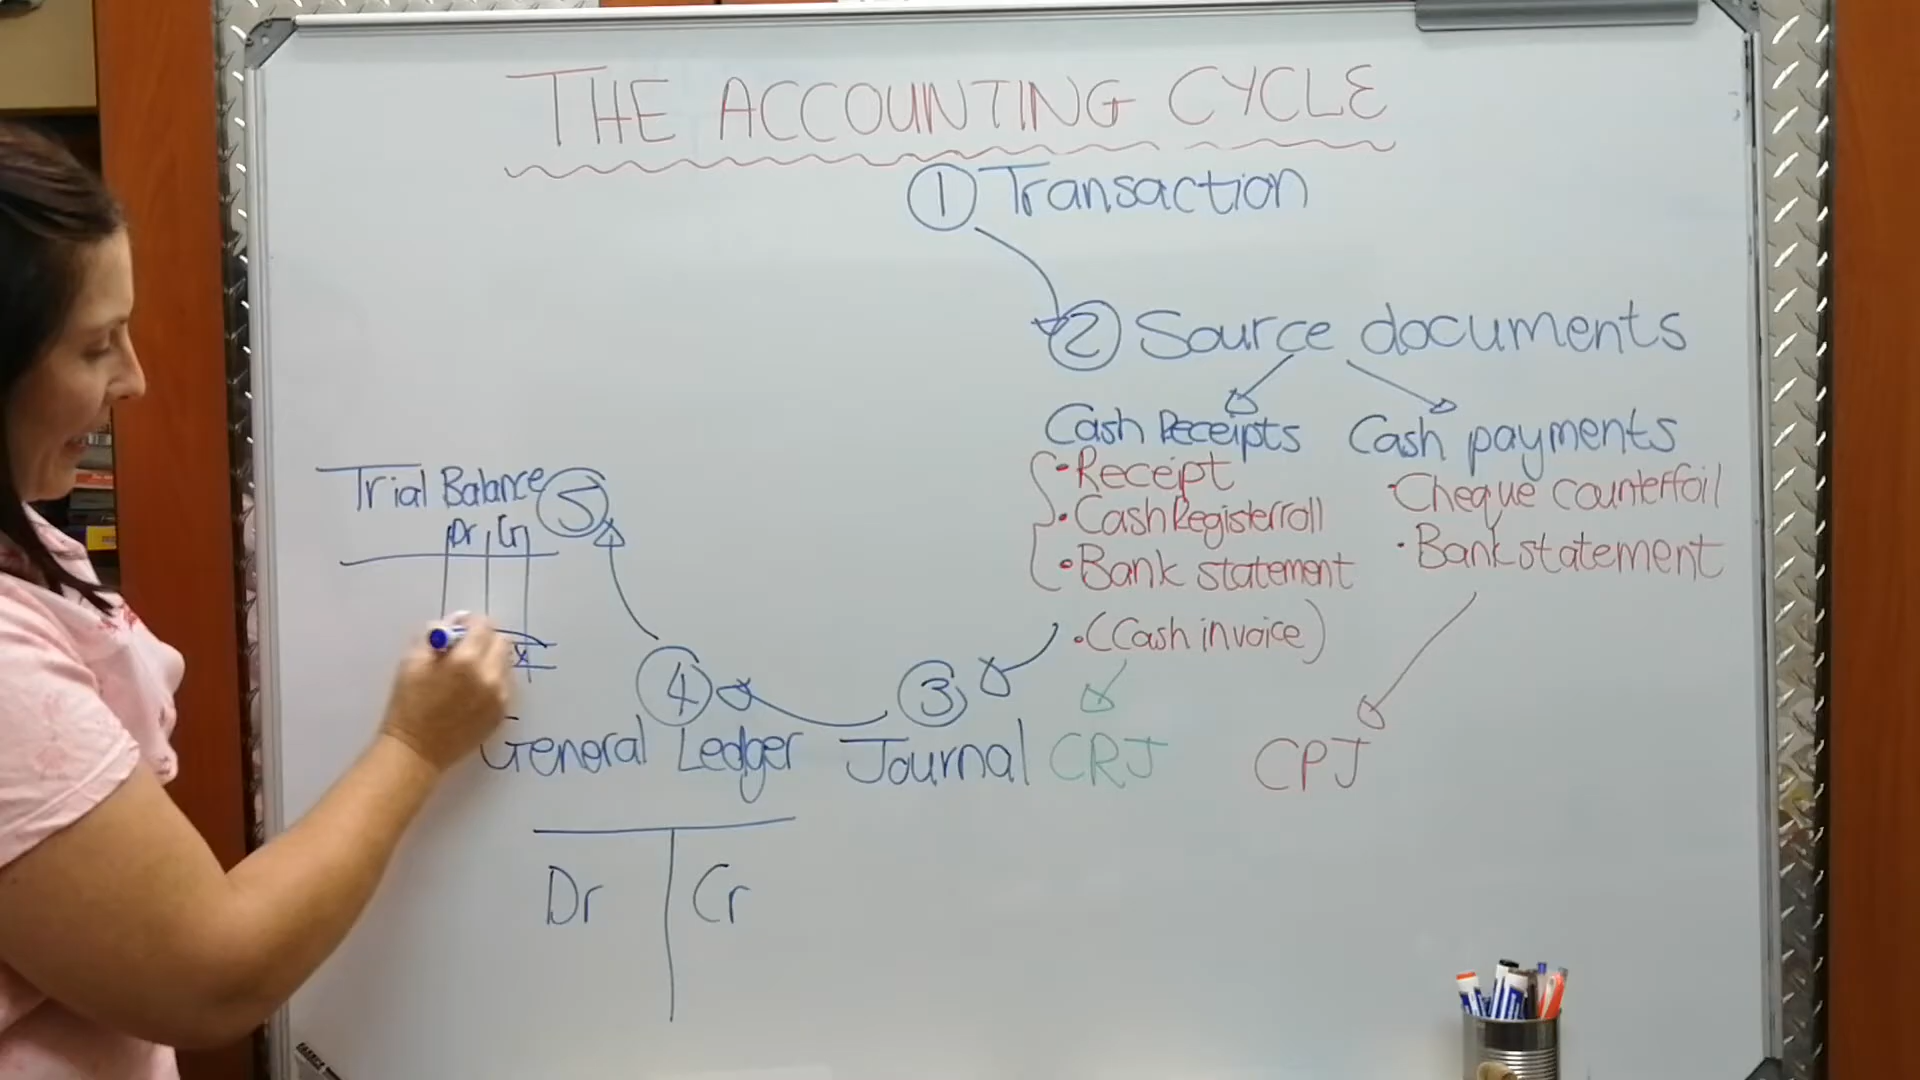 THE ACCOUNTING CYCLE
1 Transaction
2 Source documents
Cash Receipts
• Receipt
• Cash Register roll
• Bank statement
• (Cash invoice)
Cash payments
• Cheque counterfoil
• Bank statement
3
Journal
CRJ
CPJ
4
General Ledger
Dr
Cr
Trial Balance 5
Dr Cr
x